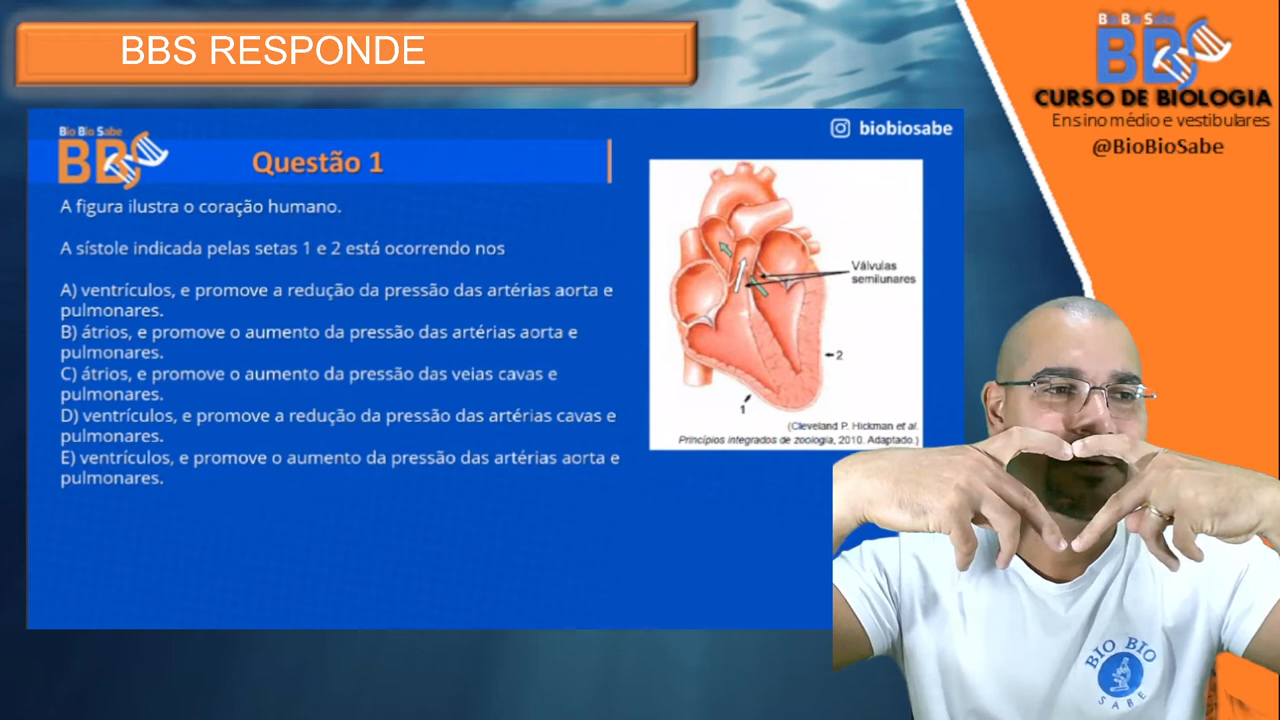 BBS RESPONDE
Bio Bio Sabe
BBS
CURSO DE BIOLOGIA
Ensino médio e vestibulares
@BioBioSabe
Bio Bio Sabe
BBS
Questão 1
biobiosabe
A figura ilustra o coração humano.
A sístole indicada pelas setas 1 e 2 está ocorrendo nos
A) ventrículos, e promove a redução da pressão das artérias aorta e
pulmonares.
B) átrios, e promove o aumento da pressão das artérias aorta e
pulmonares.
C) átrios, e promove o aumento da pressão das veias cavas e
pulmonares.
D) ventrículos, e promove a redução da pressão das artérias cavas e
pulmonares.
E) ventrículos, e promove o aumento da pressão das artérias aorta e
pulmonares.
Válvulas
semilunares
2
1
(Cleveland P. Hickman et al.
Princípios integrados de zoologia, 2010. Adaptado.)
BIO BIO
SABE